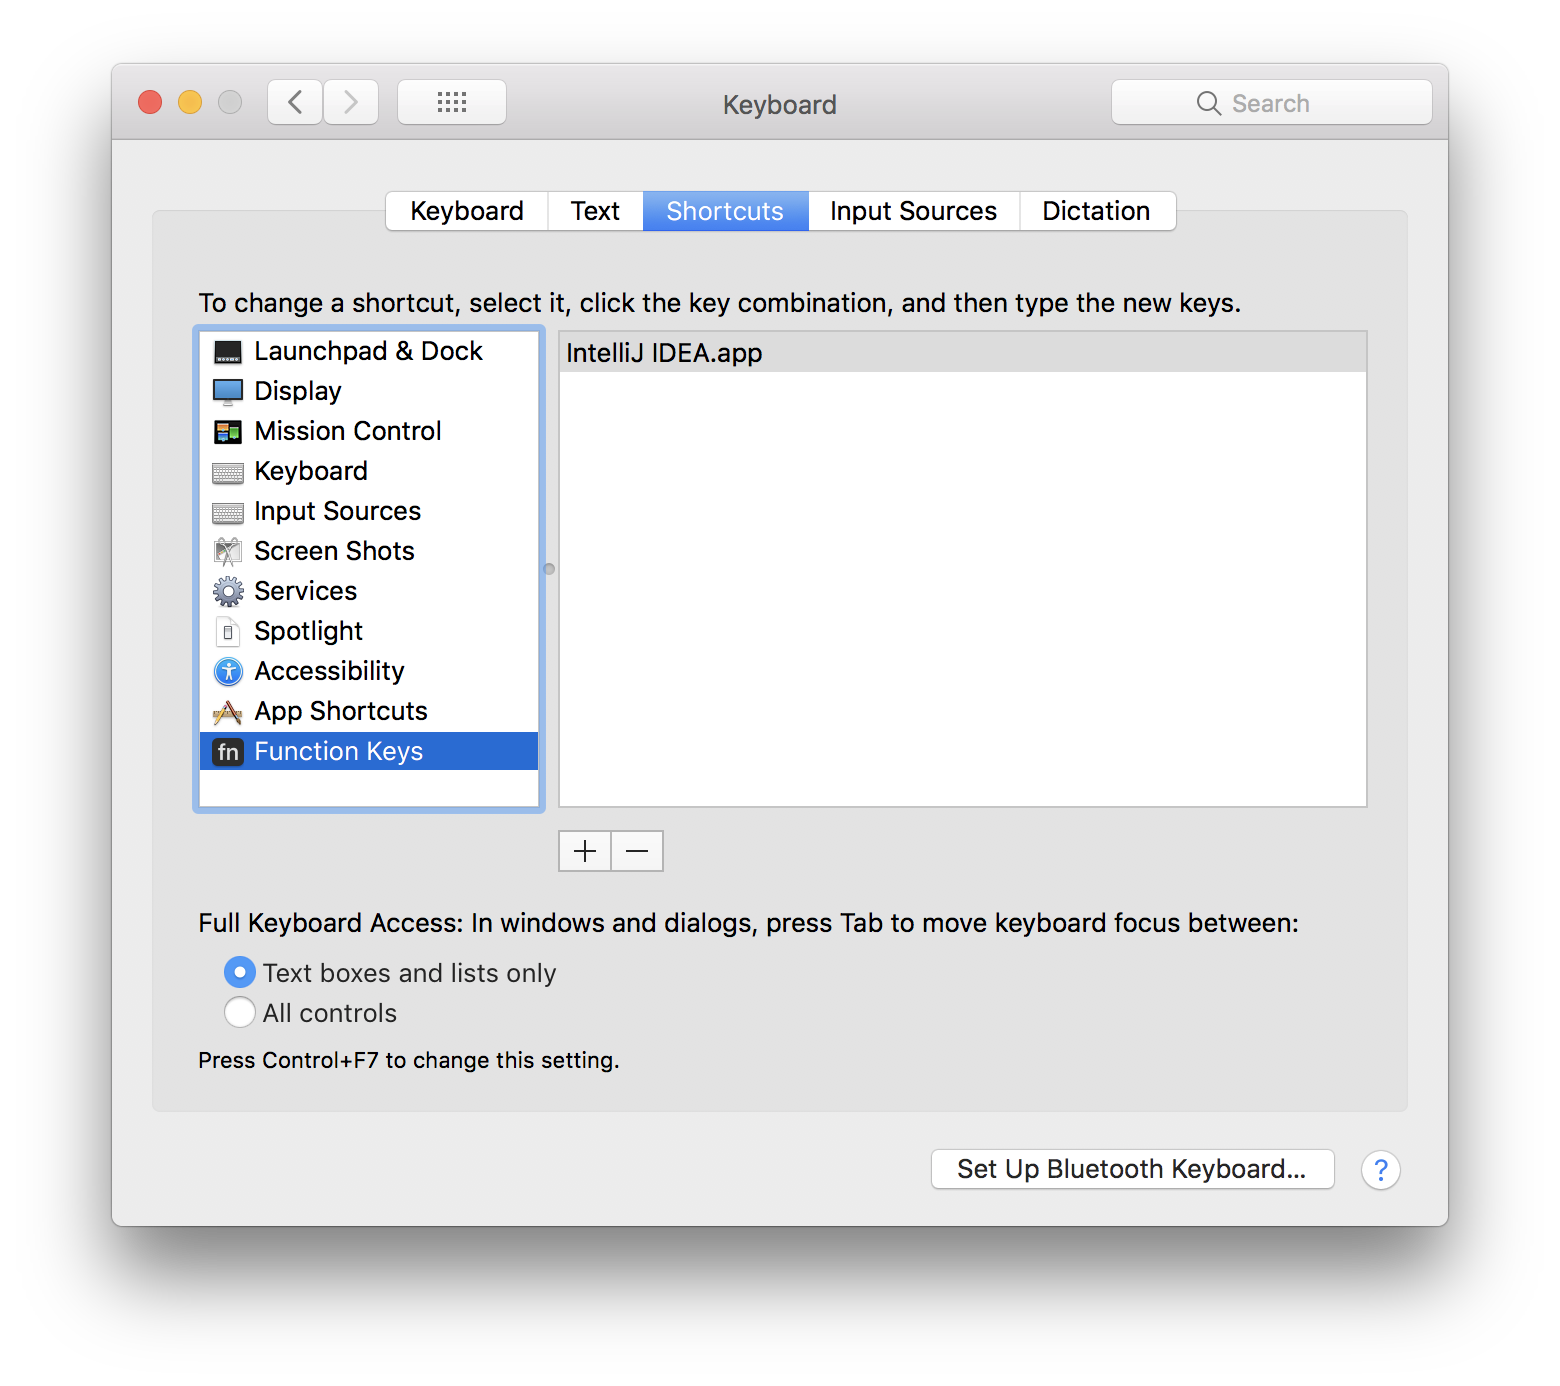 Keyboard
Search
Keyboard Text Shortcuts Input Sources Dictation
To change a shortcut, select it, click the key combination, and then type the new keys.
Launchpad & Dock
Display
Mission Control
Keyboard
Input Sources
Screen Shots
Services
Spotlight
Accessibility
App Shortcuts
fn Function Keys
IntelliJ IDEA.app
Full Keyboard Access: In windows and dialogs, press Tab to move keyboard focus between:
Text boxes and lists only
All controls
Press Control+F7 to change this setting.
Set Up Bluetooth Keyboard... ?